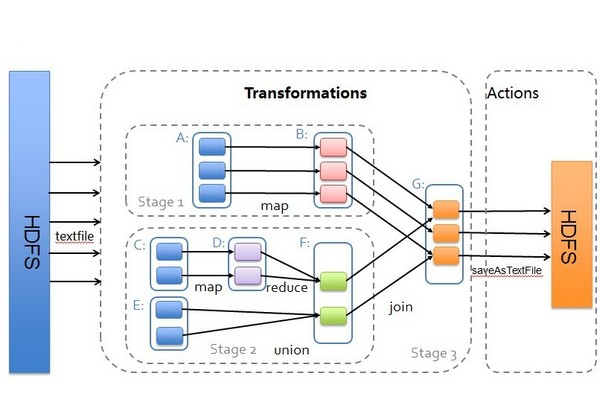 Transformations
Actions
HDFS
textfile
A:
B:
Stage 1
map
G:
C:
D:
F:
map
reduce
E:
Stage 2
union
join
Stage 3
saveAsTextFile
HDFS